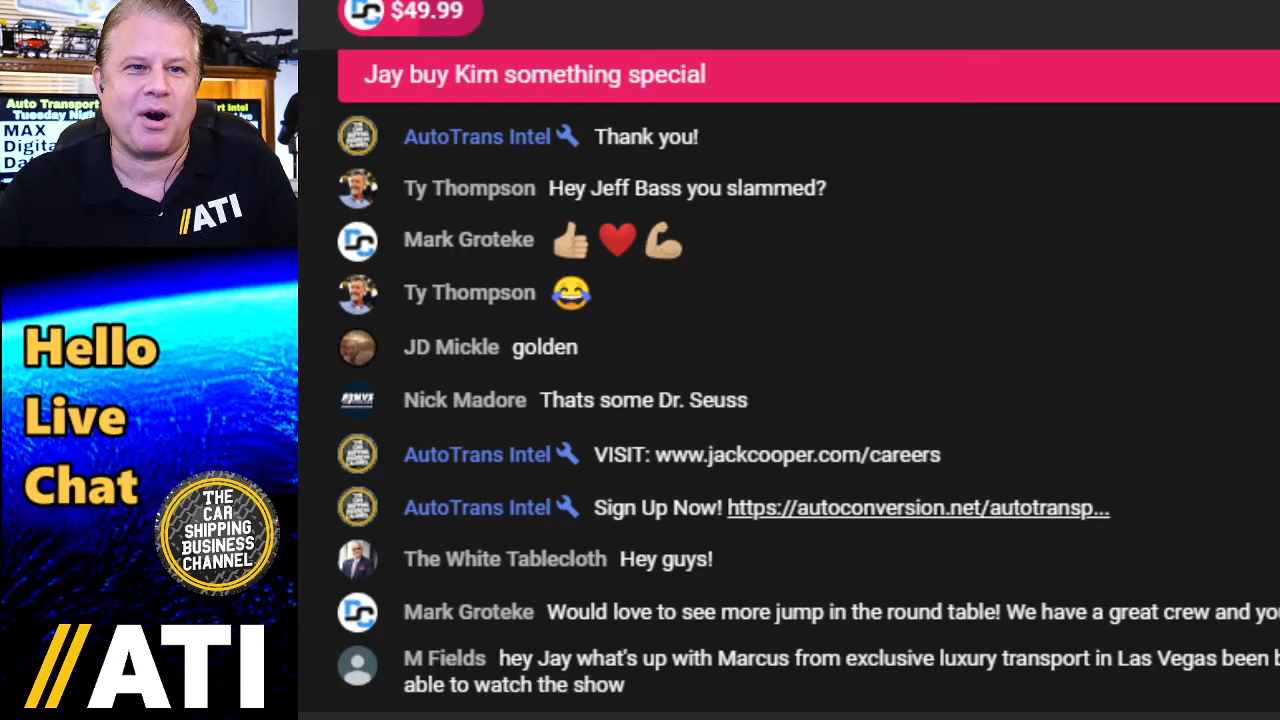 $49.99
Jay buy Kim something special
AutoTrans Intel Thank you!
Ty Thompson Hey Jeff Bass you slammed?
Mark Groteke 👍🏼❤️💪🏼
Ty Thompson 😂
JD Mickle golden
Nick Madore Thats some Dr. Seuss
AutoTrans Intel VISIT: www.jackcooper.com/careers
AutoTrans Intel Sign Up Now! https://autoconversion.net/autotransp...
The White Tablecloth Hey guys!
Mark Groteke Would love to see more jump in the round table! We have a great crew and
M Fields hey Jay what's up with Marcus from exclusive luxury transport in Las Vegas been
able to watch the show
Auto Transport
Tuesday
MAX
//ATI
Hello
Live
Chat
THE
CAR
SHIPPING
BUSINESS
CHANNEL
//ATI